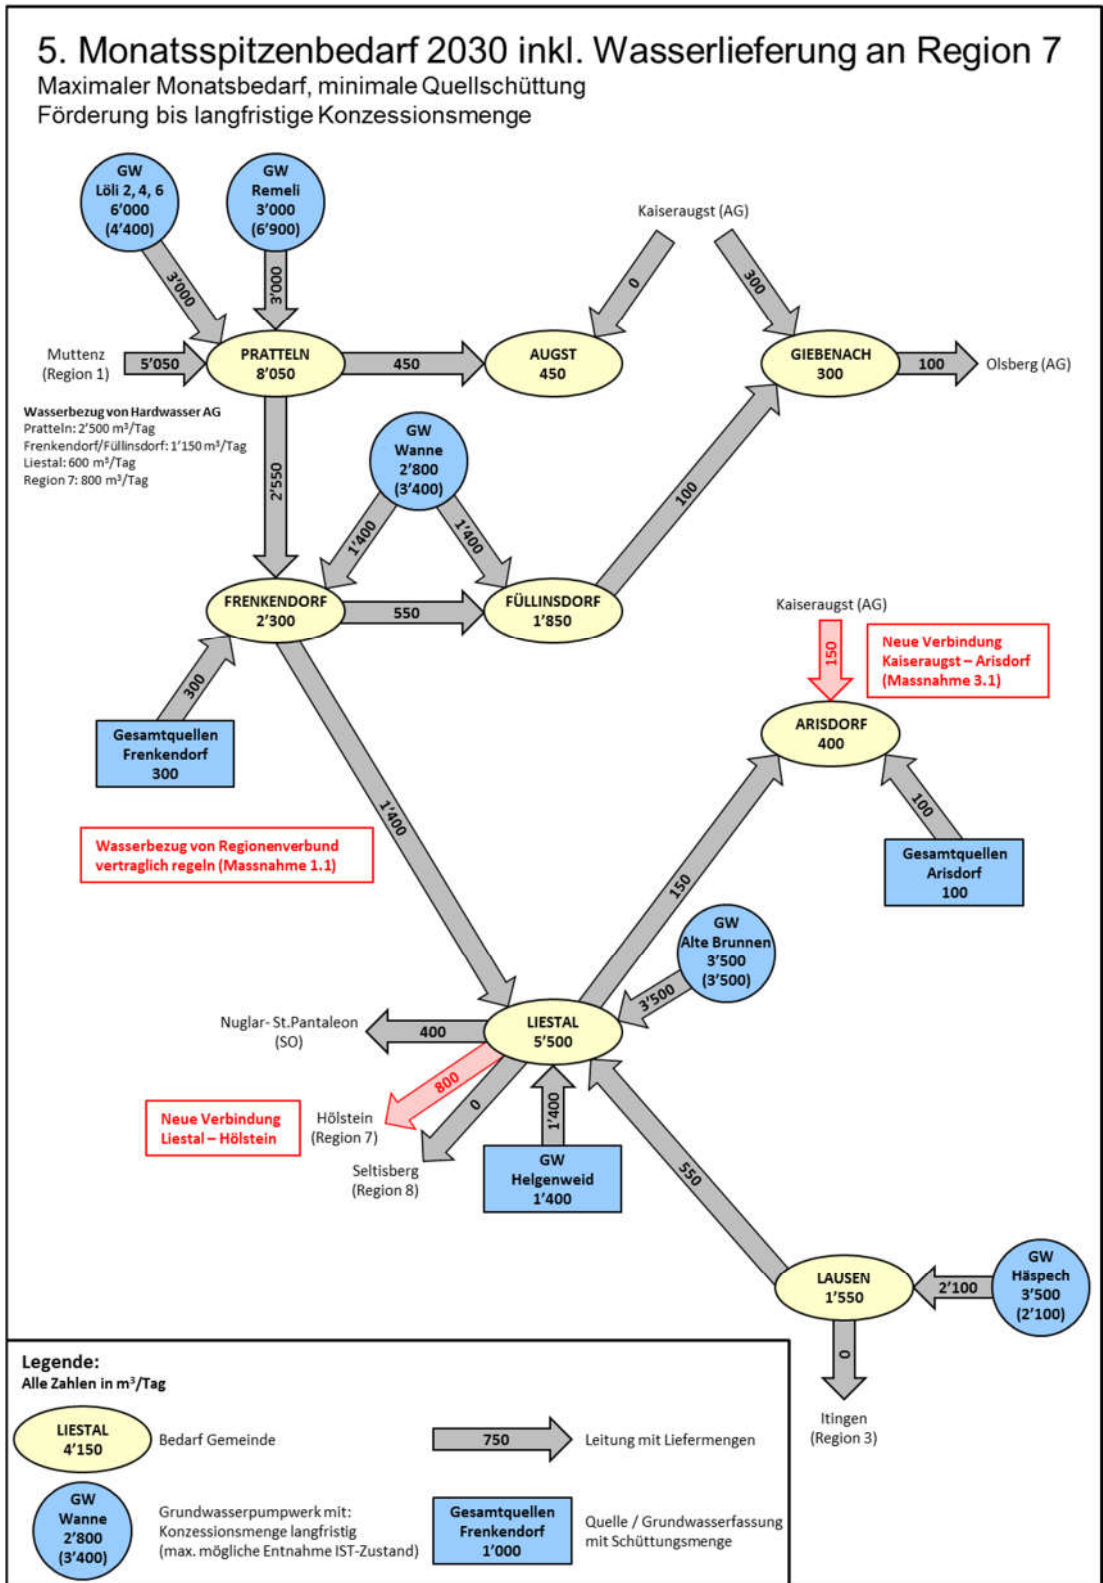 5. Monatsspitzenbedarf 2030 inkl. Wasserlieferung an Region 7
Maximaler Monatsbedarf, minimale Quellschüttung
Förderung bis langfristige Konzessionsmenge
GW
Löli 2, 4, 6
6’000
(4’400)
GW
Remeli
3’000
(6’900)
Kaiseraugst (AG)
3’000
3’000
0
300
Muttenz
(Region 1)
5’050
PRATTELN
8’050
450
AUGST
450
GIEBENACH
300
100
Olsberg (AG)
Wasserbezug von Hardwasser AG
Pratteln: 2’500 m³/Tag
Frenkendorf/Füllinsdorf: 1’150 m³/Tag
Liestal: 600 m³/Tag
Region 7: 800 m³/Tag
2’550
GW
Wanne
2’800
(3’400)
1’400
1’400
100
FRENKENDORF
2’300
550
FÜLLINSDORF
1’850
Kaiseraugst (AG)
150
Neue Verbindung
Kaiseraugst – Arisdorf
(Massnahme 3.1)
300
Gesamtquellen
Frenkendorf
300
ARISDORF
400
100
Gesamtquellen
Arisdorf
100
1’400
Wasserbezug von Regionenverbund
vertraglich regeln (Massnahme 1.1)
150
GW
Alte Brunnen
3’500
(3’500)
3’500
Nuglar- St.Pantaleon
(SO)
400
LIESTAL
5’500
800
0
Neue Verbindung
Liestal – Hölstein
Hölstein
(Region 7)
Seltisberg
(Region 8)
1’400
GW
Helgenweid
1’400
550
LAUSEN
1’550
2’100
GW
Häspech
3’500
(2’100)
0
Itingen
(Region 3)
Legende:
Alle Zahlen in m³/Tag
LIESTAL
4’150
Bedarf Gemeinde
750
Leitung mit Liefermengen
GW
Wanne
2’800
(3’400)
Grundwasserpumpwerk mit:
Konzessionsmenge langfristig
(max. mögliche Entnahme IST-Zustand)
Gesamtquellen
Frenkendorf
1’000
Quelle / Grundwasserfassung
mit Schüttungsmenge